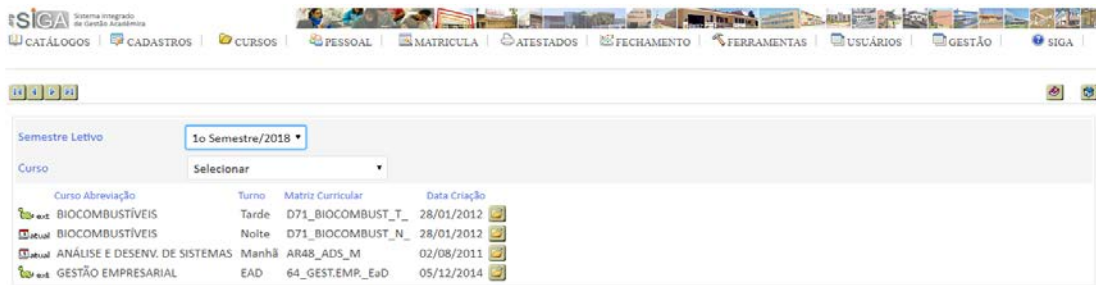 SIGA Sistema Integrado de Gestão Acadêmica
CATÁLOGOS CADASTROS CURSOS PESSOAL MATRICULA ATESTADOS FECHAMENTO FERRAMENTAS USUÁRIOS GESTÃO SIGA
Semestre Letivo 1o Semestre/2018
Curso Selecionar
Curso Abreviação Turno Matriz Curricular Data Criação
ext BIOCOMBUSTÍVEIS Tarde D71_BIOCOMBUST_T_ 28/01/2012
atual BIOCOMBUSTÍVEIS Noite D71_BIOCOMBUST_N_ 28/01/2012
atual ANÁLISE E DESENV. DE SISTEMAS Manhã AR48_ADS_M 02/08/2011
ext GESTÃO EMPRESARIAL EAD 64_GEST.EMP._EaD 05/12/2014